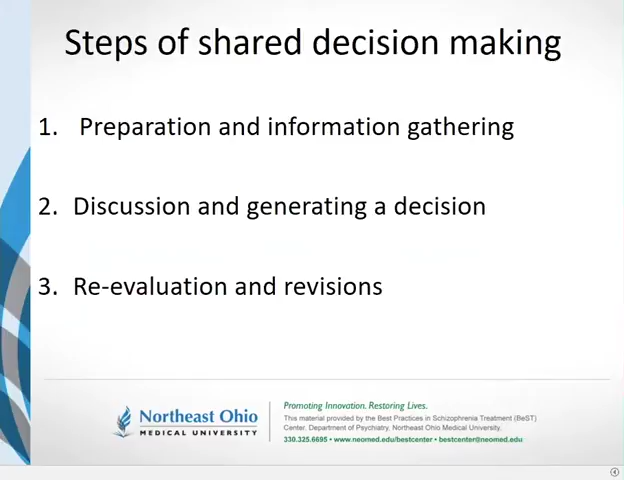 Steps of shared decision making
1. Preparation and information gathering
2. Discussion and generating a decision
3. Re-evaluation and revisions
Northeast Ohio
MEDICAL UNIVERSITY
Promoting Innovation. Restoring Lives.
This material provided by the Best Practices in Schizophrenia Treatment (BeST)
Center. Department of Psychiatry. Northeast Ohio Medical University.
330.325.6695 • www.neomed.edu/bestcenter • bestcenter@neomed.edu